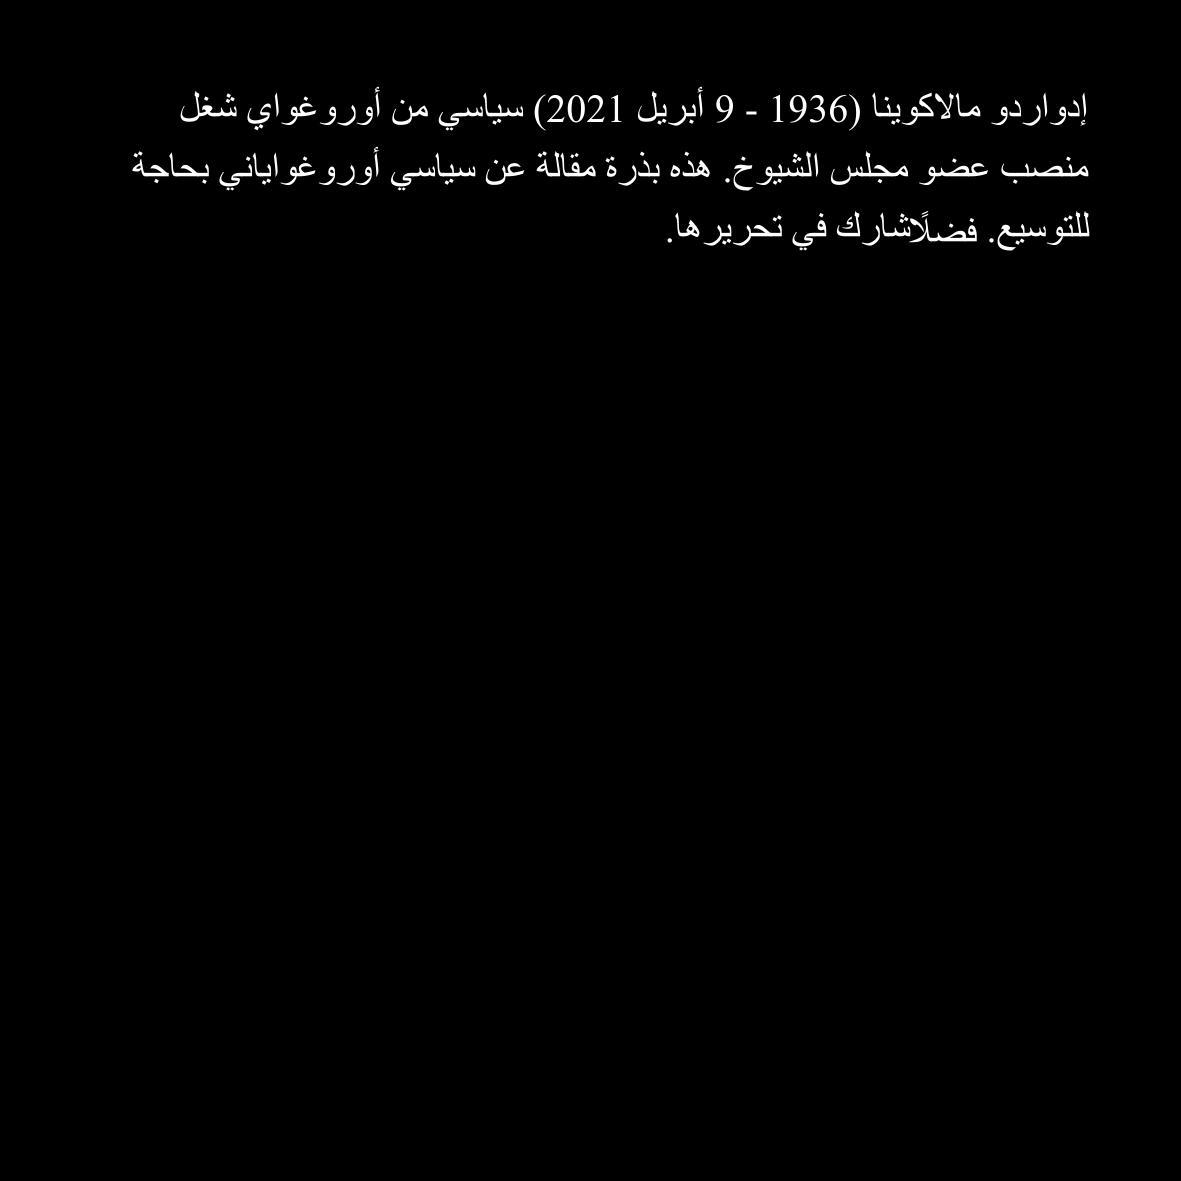 إدواردو مالاكوينا (1936 - 9 أبريل 2021) سياسي من أوروغواي شغل
منصب عضو مجلس الشيوخ. هذه بذرة مقالة عن سياسي أوروغواياني بحاجة
للتوسيع. فضلًاشارك في تحريرها.